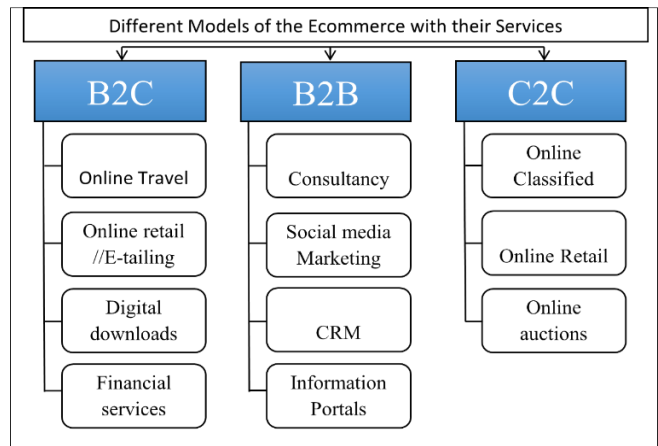 Different Models of the Ecommerce with their Services
B2C
Online Travel
Online retail
//E-tailing
Digital
downloads
Financial
services
B2B
Consultancy
Social media
Marketing
CRM
Information
Portals
C2C
Online
Classified
Online Retail
Online
auctions